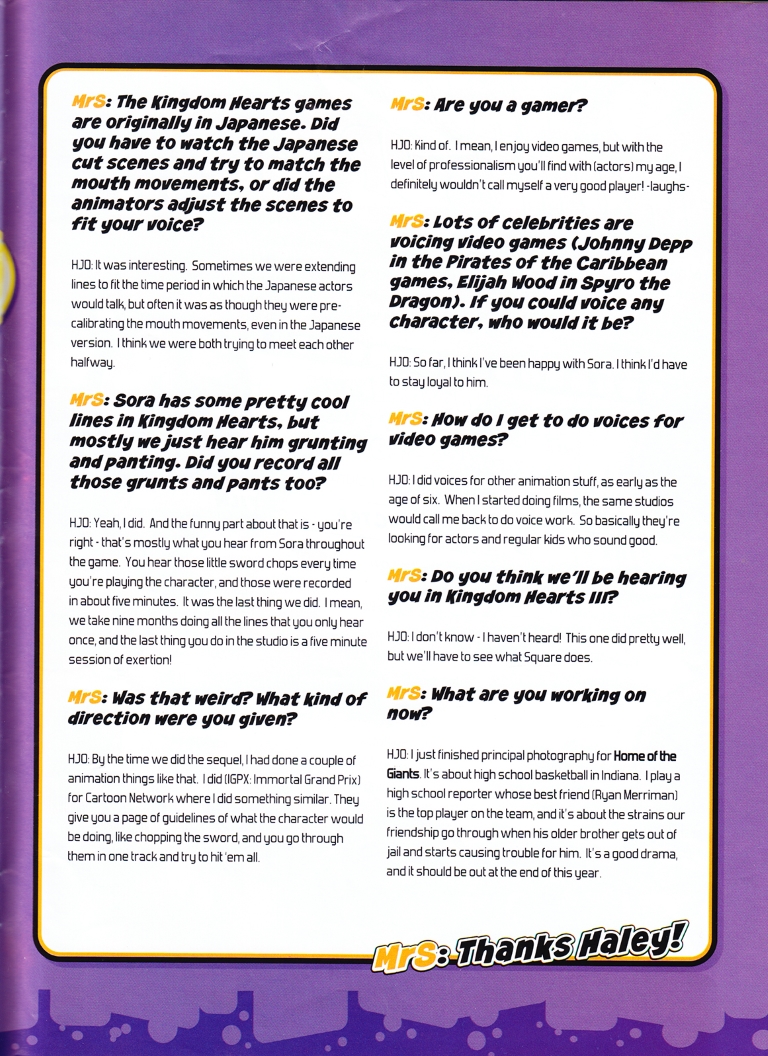 MrS: The Kingdom Hearts games
are originally in Japanese. Did
you have to watch the Japanese
cut scenes and try to match the
mouth movements, or did the
animators adjust the scenes to
fit your voice?
HJO: It was interesting. Sometimes we were extending
lines to fit the time period in which the Japanese actors
would talk, but often it was as though they were pre-
calibrating the mouth movements, even in the Japanese
version. I think we were both trying to meet each other
halfway.
MrS: Sora has some pretty cool
lines in Kingdom Hearts, but
mostly we just hear him grunting
and panting. Did you record all
those grunts and pants too?
HJO: Yeah, I did. And the funny part about that is - you're
right - that's mostly what you hear from Sora throughout
the game. You hear those little sword chops every time
you're playing the character, and those were recorded
in about five minutes. It was the last thing we did. I mean,
we take nine months doing all the lines that you only hear
once, and the last thing you do in the studio is a five minute
session of exertion!
MrS: Was that weird? What kind of
direction were you given?
HJO: By the time we did the sequel, I had done a couple of
animation things like that. I did (IGPX: Immortal Grand Prix)
for Cartoon Network where I did something similar. They
give you a page of guidelines of what the character would
be doing, like chopping the sword, and you go through
them in one track and try to hit 'em all.
MrS: Are you a gamer?
HJO: Kind of. I mean, I enjoy video games, but with the
level of professionalism you'll find with (actors) my age, I
definitely wouldn't call myself a very good player! -laughs-
MrS: Lots of celebrities are
voicing video games (Johnny Depp
in the Pirates of the Caribbean
games, Elijah Wood in Spyro the
Dragon). If you could voice any
character, who would it be?
HJO: So far, I think I've been happy with Sora. I think I'd have
to stay loyal to him.
MrS: How do I get to do voices for
video games?
HJO: I did voices for other animation stuff, as early as the
age of six. When I started doing films, the same studios
would call me back to do voice work. So basically they're
looking for actors and regular kids who sound good.
MrS: Do you think we'll be hearing
you in Kingdom Hearts III?
HJO: I don't know - I haven't heard! This one did pretty well,
but we'll have to see what Square does.
MrS: What are you working on
now?
HJO: I just finished principal photography for Home of the
Giants. It's about high school basketball in Indiana. I play a
high school reporter whose best friend (Ryan Merriman)
is the top player on the team, and it's about the strains our
friendship go through when his older brother gets out of
jail and starts causing trouble for him. It's a good drama,
and it should be out at the end of this year.
MrS: Thanks Haley!